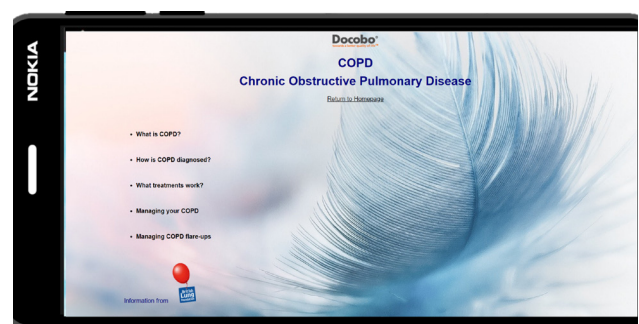 NOKIA
Docobo
COPD
Chronic Obstructive Pulmonary Disease
Return to Homepage
• What is COPD?
• How is COPD diagnosed?
• What treatments work?
• Managing your COPD
• Managing COPD flare-ups
Information from
Lung